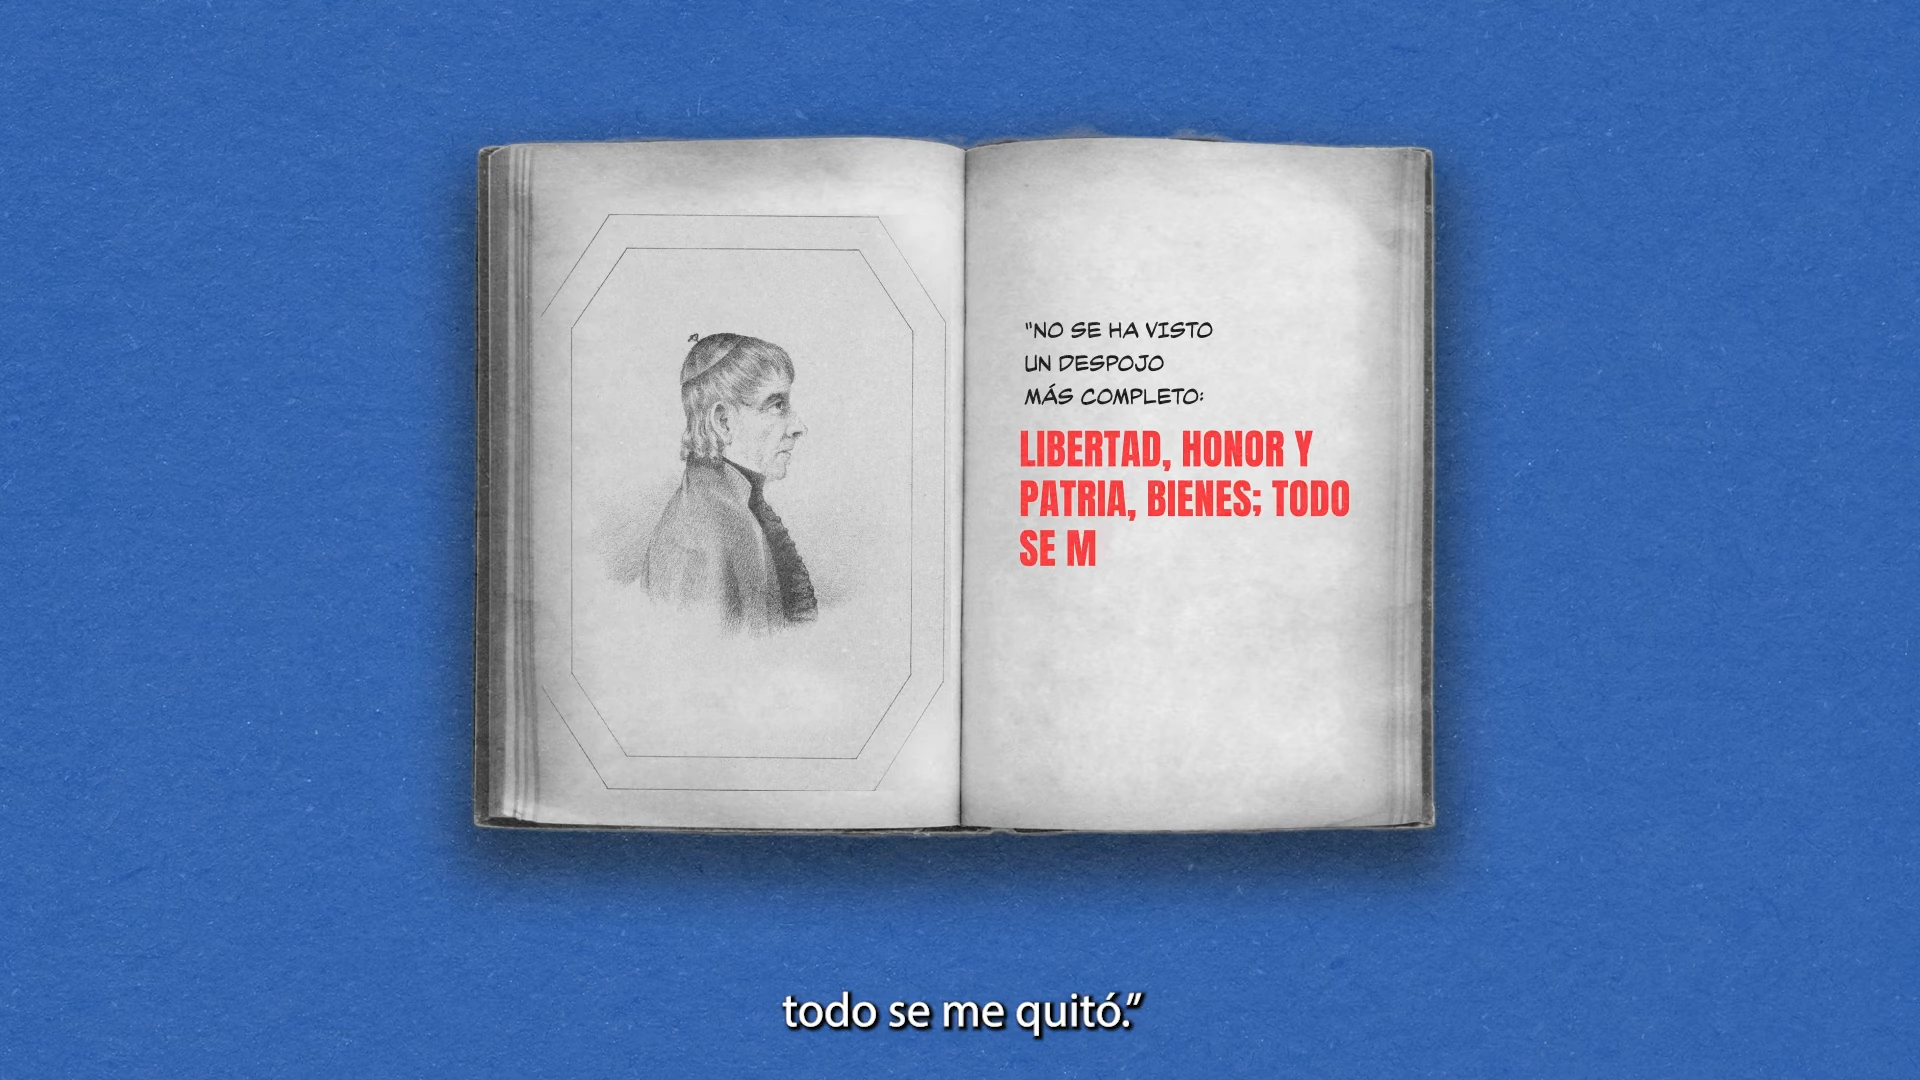 "NO SE HA VISTO
UN DESPOJO
MÁS COMPLETO:
LIBERTAD, HONOR Y
PATRIA, BIENES; TODO
SE M
todo se me quitó.”